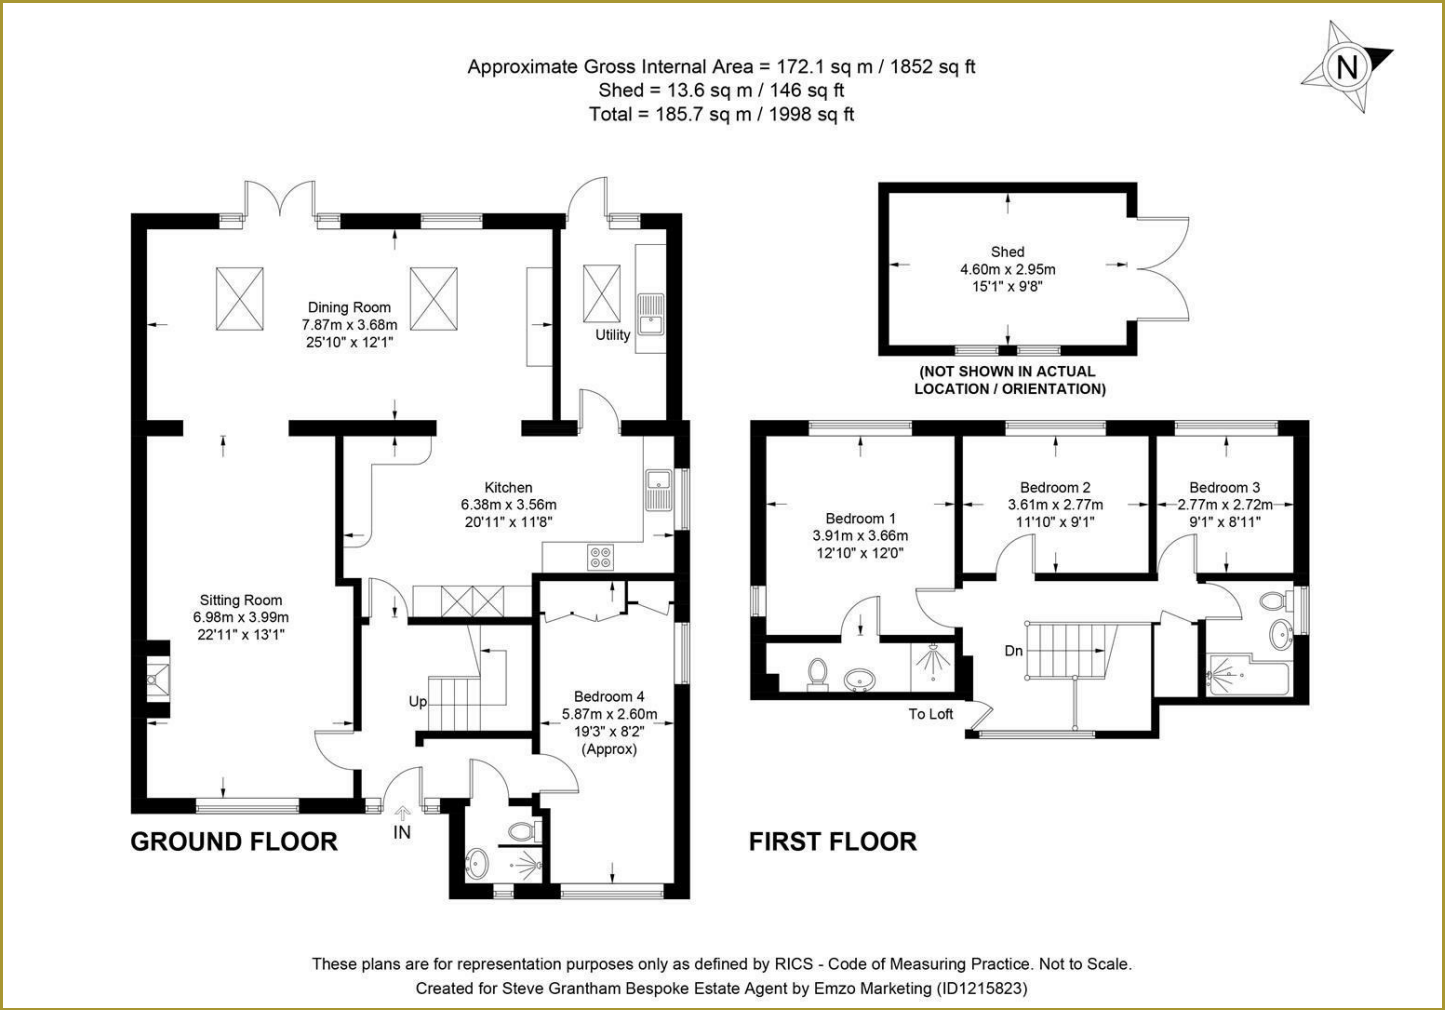 Approximate Gross Internal Area = 172.1 sq m / 1852 sq ft
Shed = 13.6 sq m / 146 sq ft
Total = 185.7 sq m / 1998 sq ft
N
Dining Room
7.87m x 3.68m
25'10" x 12'1"
Utility
Kitchen
6.38m x 3.56m
20'11" x 11'8"
Sitting Room
6.98m x 3.99m
22'11" x 13'1"
Up
Bedroom 4
5.87m x 2.60m
19'3" x 8'2"
(Approx)
IN
GROUND FLOOR
Shed
4.60m x 2.95m
15'1" x 9'8"
(NOT SHOWN IN ACTUAL
LOCATION / ORIENTATION)
Bedroom 1
3.91m x 3.66m
12'10" x 12'0"
Bedroom 2
3.61m x 2.77m
11'10" x 9'1"
Bedroom 3
2.77m x 2.72m
9'1" x 8'11"
Dn
To Loft
FIRST FLOOR
These plans are for representation purposes only as defined by RICS - Code of Measuring Practice. Not to Scale.
Created for Steve Grantham Bespoke Estate Agent by Emzo Marketing (ID1215823)